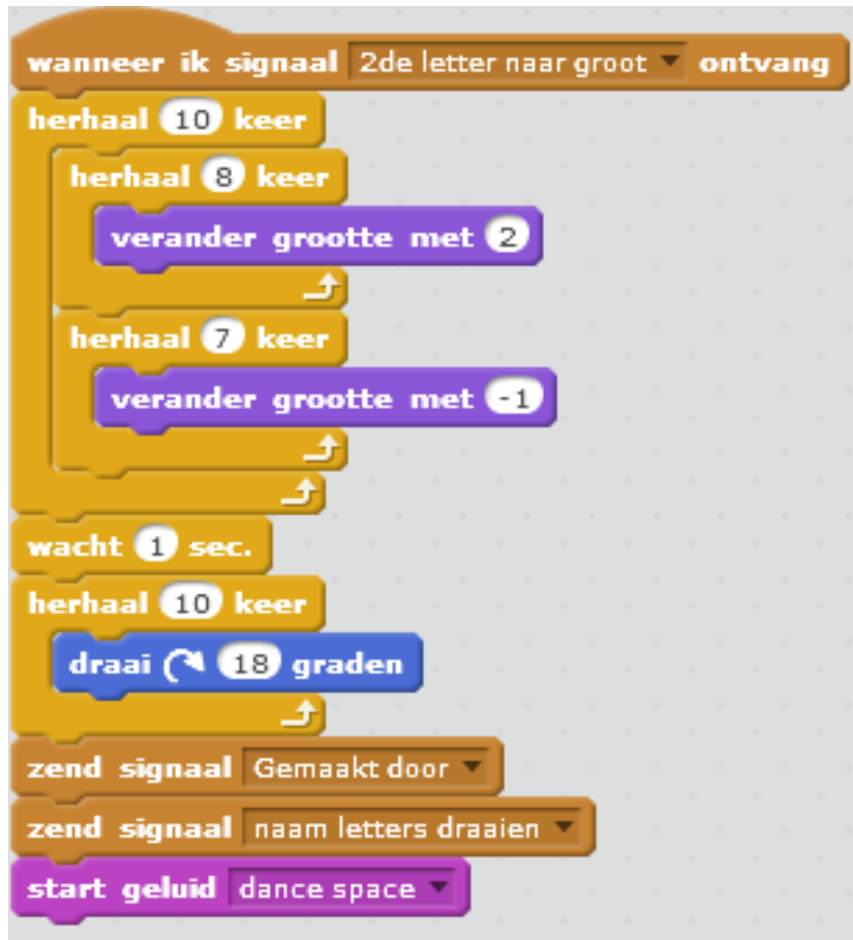 wanneer ik signaal 2de letter naar groot ontvang
herhaal 10 keer
herhaal 8 keer
verander grootte met 2
herhaal 7 keer
verander grootte met -1
wacht 1 sec.
herhaal 10 keer
draai 18 graden
zend signaal Gemaakt door
zend signaal naam letters draaien
start geluid dance space